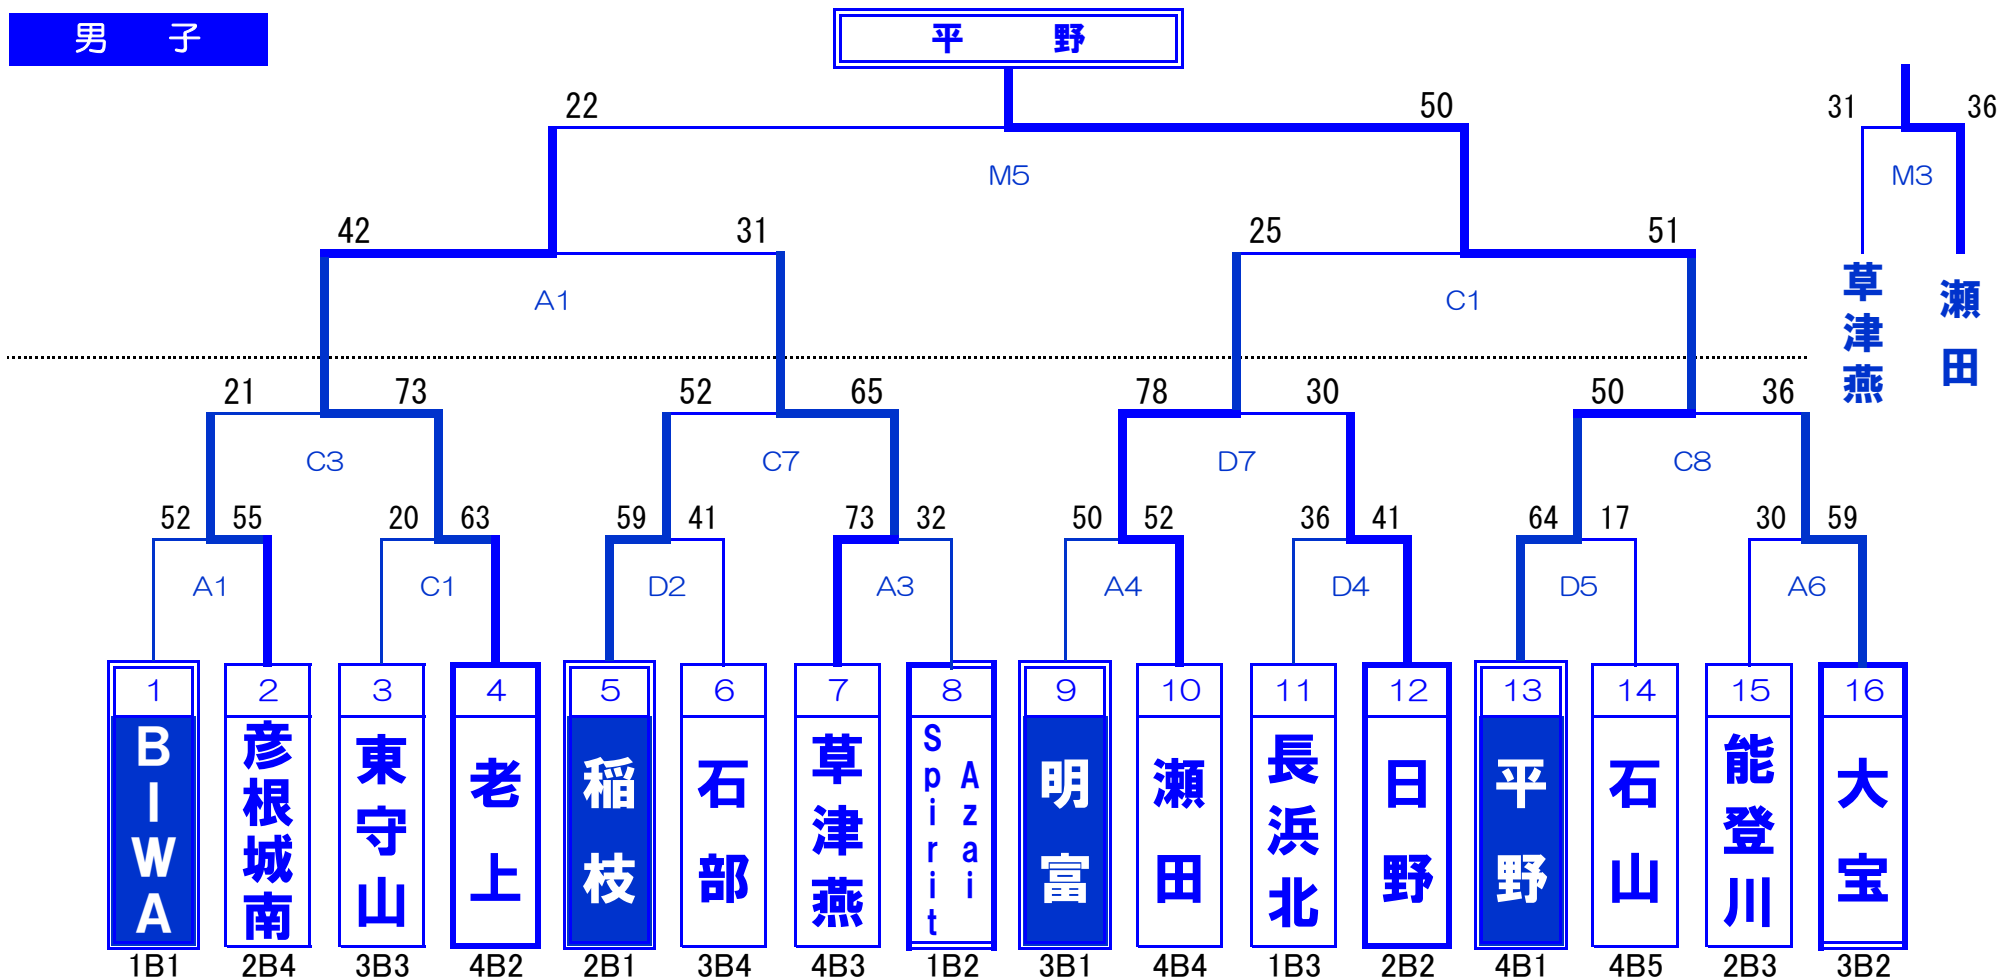 男 子
平 野
22 50
31 36
M5
M3
42 31 25 51
A1 C1
草津燕
瀬田
21 73 52 65 78 30 50 36
C3 C7 D7 C8
52 55 20 63 59 41 73 32 50 52 36 41 64 17 30 59
A1 C1 D2 A3 A4 D4 D5 A6
1 2 3 4 5 6 7 8 9 10 11 12 13 14 15 16
BIWA
彦根城南
東守山
老上
稲枝
石部
草津燕
Azai
Spirit
明富
瀬田
長浜北
日野
平野
石山
能登川
大宝
1B1 2B4 3B3 4B2 2B1 3B4 4B3 1B2 3B1 4B4 1B3 2B2 4B1 4B5 2B3 3B2